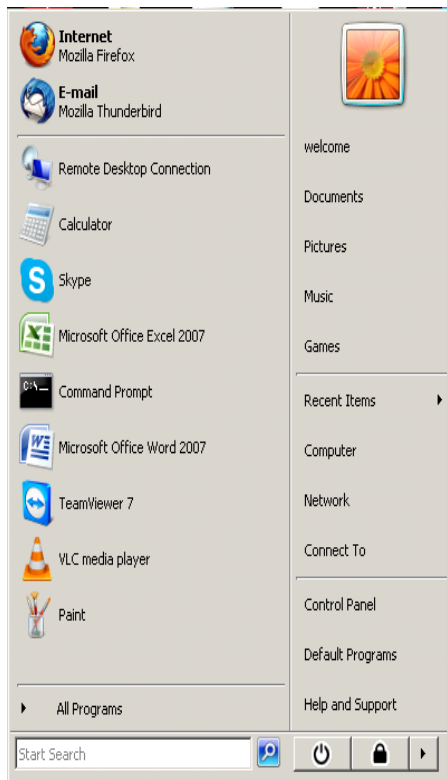 Internet
Mozilla Firefox
E-mail
Mozilla Thunderbird
Remote Desktop Connection
Calculator
Skype
Microsoft Office Excel 2007
Command Prompt
Microsoft Office Word 2007
TeamViewer 7
VLC media player
Paint
All Programs
Start Search
welcome
Documents
Pictures
Music
Games
Recent Items
Computer
Network
Connect To
Control Panel
Default Programs
Help and Support